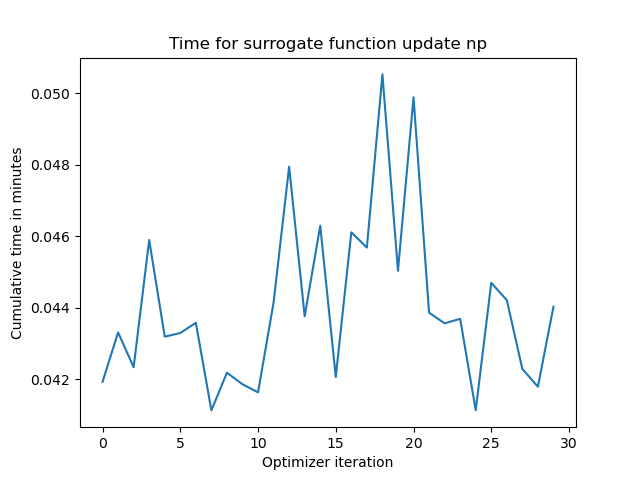 Time for surrogate function update np
0.050
0.048
0.046
0.044
0.042
Cumulative time in minutes
0 5 10 15 20 25 30
Optimizer iteration